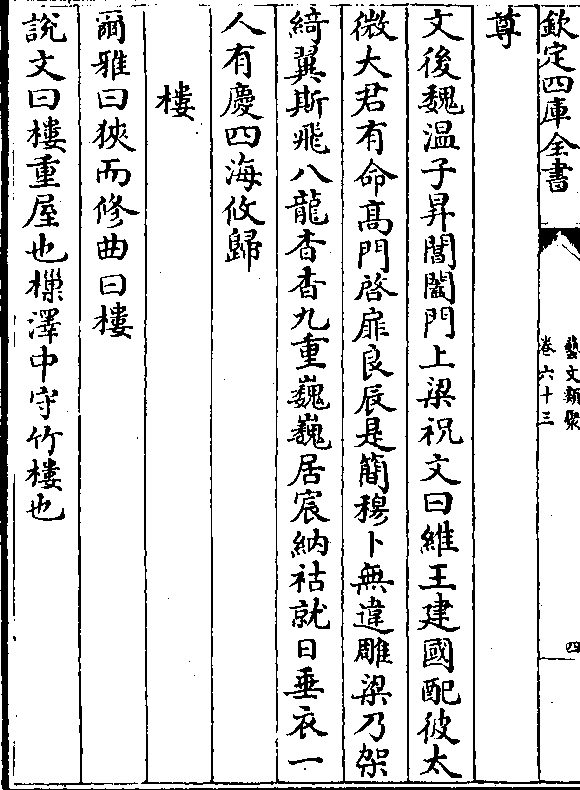 欽定四庫全書
藝文類聚
卷六十三
四
尊
文後魏温子昇閶闔門上梁祝文曰維王建國配彼太
微大君有命髙門啓扉良辰是簡穆卜無違雕梁乃架
綺翼斯飛八龍杳杳九重巍巍居宸納祜就日垂衣一
人有慶四海攸歸
樓
爾雅曰狹而修曲曰樓
說文曰樓重屋也樔澤中守竹樓也